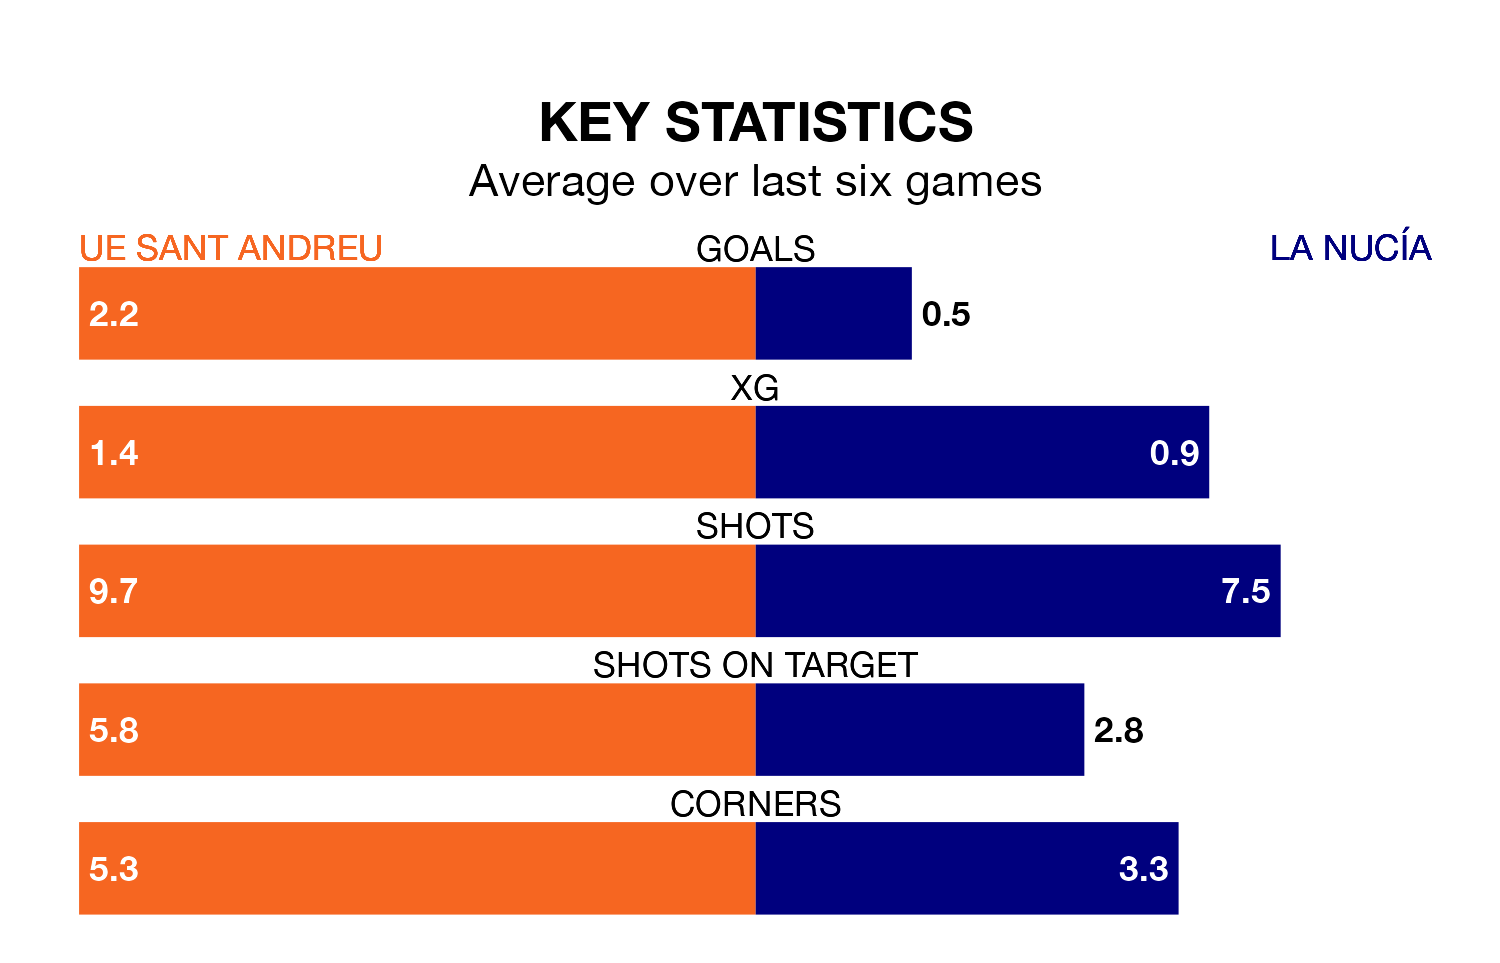 KEY STATISTICS
Average over last six games
UE SANT ANDREU GOALS LA NUCÍA
2.2 0.5
XG
1.4 0.9
SHOTS
9.7 7.5
SHOTS ON TARGET
5.8 2.8
CORNERS
5.3 3.3